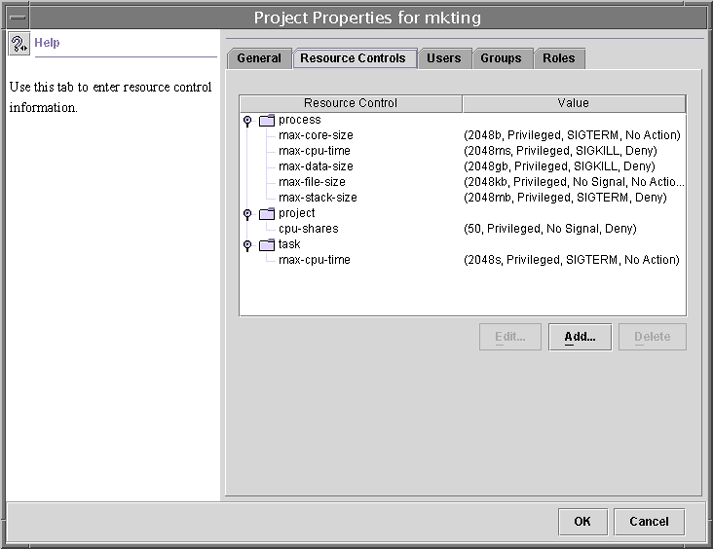 Project Properties for mkting
Help
Use this tab to enter resource control
information.
General Resource Controls Users Groups Roles
Resource Control Value
process
max-core-size (2048b, Privileged, SIGTERM, No Action)
max-cpu-time (2048ms, Privileged, SIGKILL, Deny)
max-data-size (2048gb, Privileged, SIGKILL, Deny)
max-file-size (2048kb, Privileged, No Signal, No Actio...
max-stack-size (2048mb, Privileged, SIGTERM, Deny)
project
cpu-shares (50, Privileged, No Signal, Deny)
task
max-cpu-time (2048s, Privileged, SIGTERM, No Action)
Edit... Add... Delete
OK Cancel